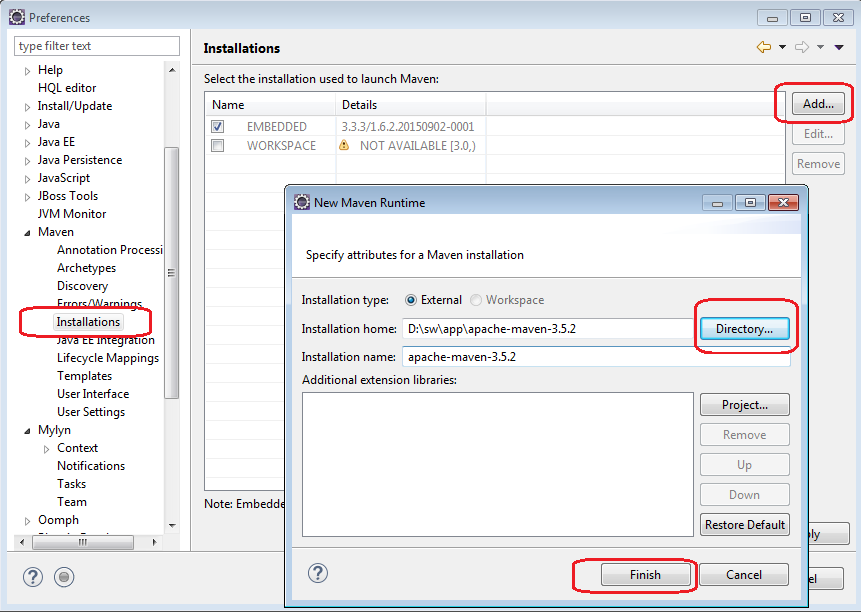 Preferences
type filter text
Help
HQL editor
Install/Update
Java
Java EE
Java Persistence
JavaScript
JBoss Tools
JVM Monitor
Maven
Annotation Processi
Archetypes
Discovery
Errors/Warnings
Installations
Java EE Integration
Lifecycle Mappings
Templates
User Interface
User Settings
Mylyn
Context
Notifications
Tasks
Team
Oomph
Installations
Select the installation used to launch Maven:
Name Details
EMBEDDED 3.3.3/1.6.2.20150902-0001
WORKSPACE NOT AVAILABLE [3.0,)
Add...
Edit...
Remove
Note: Embedde
New Maven Runtime
Specify attributes for a Maven installation
Installation type: External Workspace
Installation home: D:\sw\app\apache-maven-3.5.2 Directory...
Installation name: apache-maven-3.5.2
Additional extension libraries:
Project...
Remove
Up
Down
Restore Default
Finish Cancel
ply
el